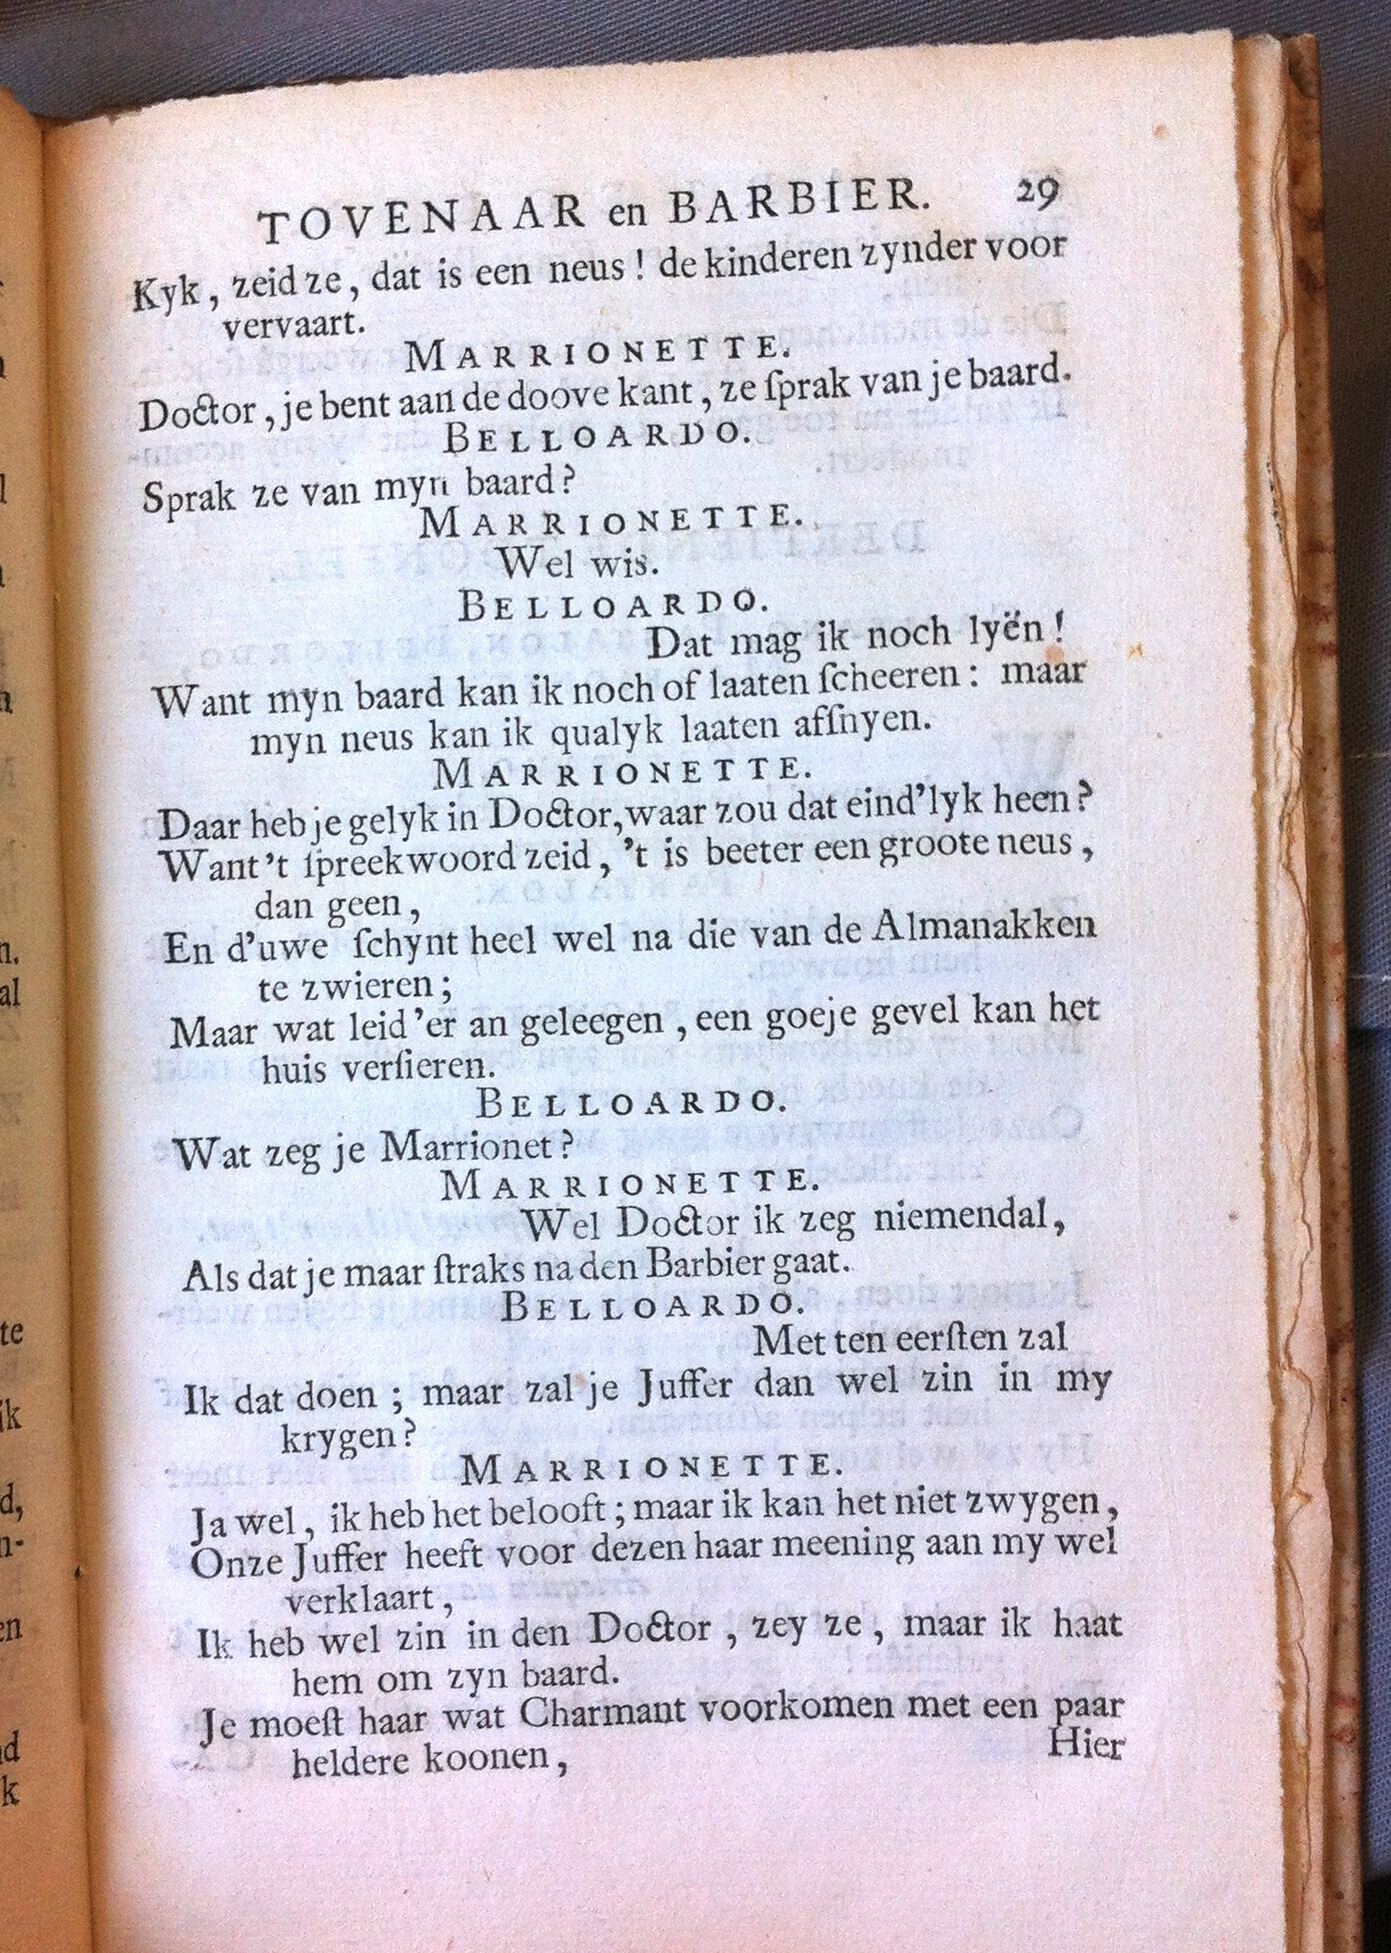 TOVENAAR en BARBIER. 29
Kyk, zeid ze, dat is een neus! de kinderen zynder voor
vervaart.
MARRIONETTE.
Doctor, je bent aan de doove kant, ze ſprak van je baard.
BELLOARDO.
Sprak ze van myn baard?
MARRIONETTE.
Wel wis.
BELLOARDO.
Dat mag ik noch lyën!
Want myn baard kan ik noch of laaten ſcheeren: maar
myn neus kan ik qualyk laaten afſnyen.
MARRIONETTE.
Daar heb je gelyk in Doctor, waar zou dat eind'lyk heen?
Want 't ſpreekwoord zeid, 't is beeter een groote neus,
dan geen,
En d'uwe ſchynt heel wel na die van de Almanakken
te zwieren;
Maar wat leid 'er an geleegen, een goeje gevel kan het
huis verſieren.
BELLOARDO.
Wat zeg je Marrionet?
MARRIONETTE.
Wel Doctor ik zeg niemendal,
Als dat je maar ſtraks na den Barbier gaat.
BELLOARDO.
Met ten eerſten zal
Ik dat doen; maar zal je Juffer dan wel zin in my
krygen?
MARRIONETTE.
Ja wel, ik heb het belooft; maar ik kan het niet zwygen,
Onze Juffer heeft voor dezen haar meening aan my wel
verklaart,
Ik heb wel zin in den Doctor, zey ze, maar ik haat
hem om zyn baard.
Je moeſt haar wat Charmant voorkomen met een paar
heldere koonen,
Hier